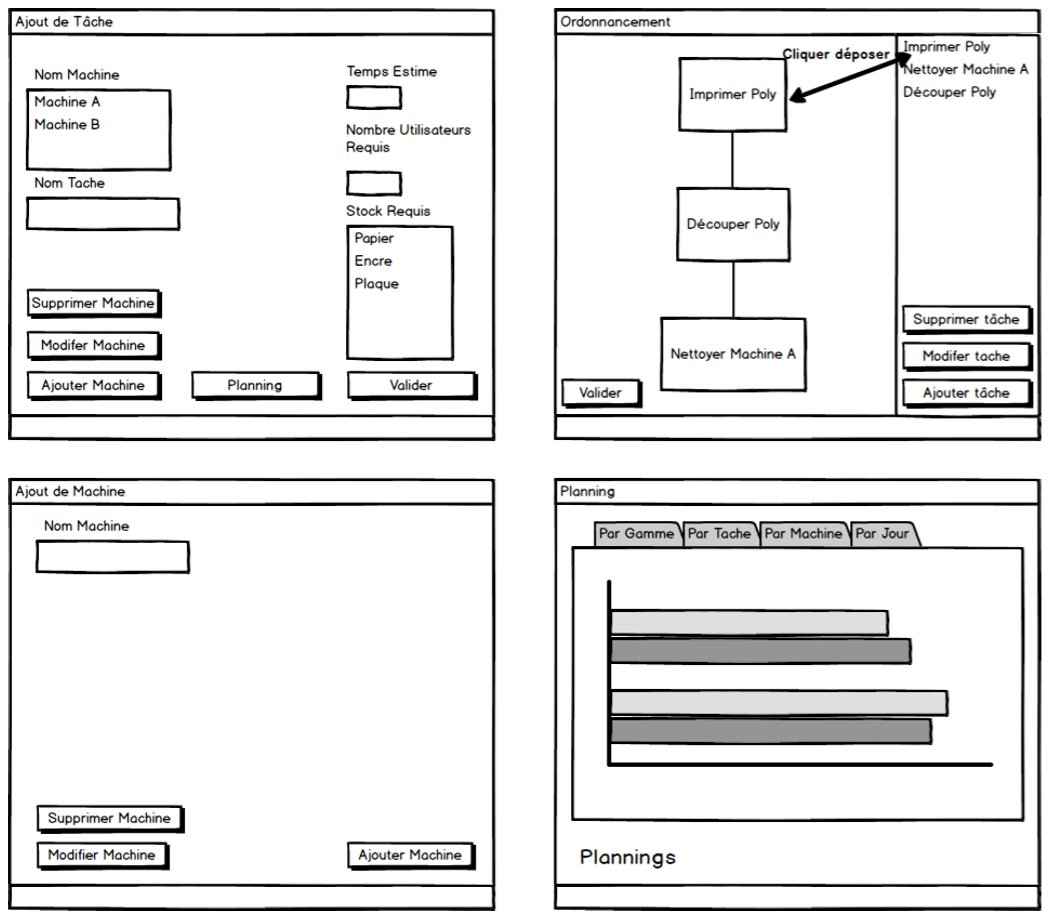 Ajout de Tâche
Nom Machine
Machine A
Machine B
Nom Tache
Supprimer Machine
Modifer Machine
Ajouter Machine
Planning
Temps Estime
Nombre Utilisateurs
Requis
Stock Requis
Papier
Encre
Plaque
Valider
Ordonnancement
Cliquer déposer
Imprimer Poly
Découper Poly
Nettoyer Machine A
Valider
Imprimer Poly
Nettoyer Machine A
Découper Poly
Supprimer tâche
Modifer tache
Ajouter tâche
Ajout de Machine
Nom Machine
Supprimer Machine
Modifier Machine
Ajouter Machine
Planning
Par Gamme
Par Tache
Par Machine
Par Jour
Plannings